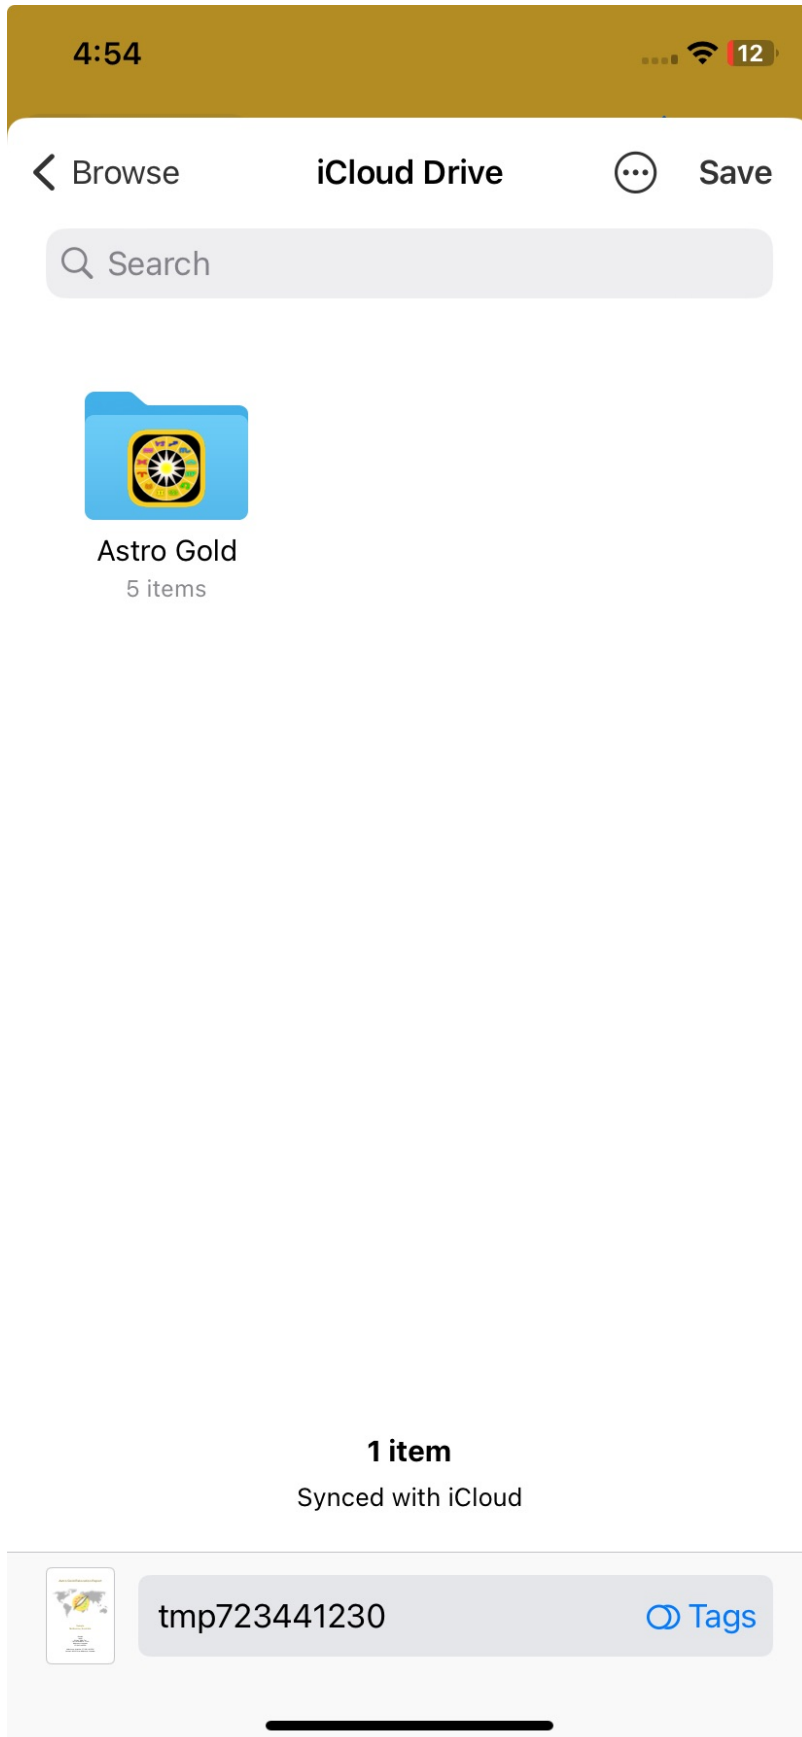 4:54
12
Browse
iCloud Drive
Save
Search
Astro Gold
5 items
1 item
Synced with iCloud
tmp723441230
Tags